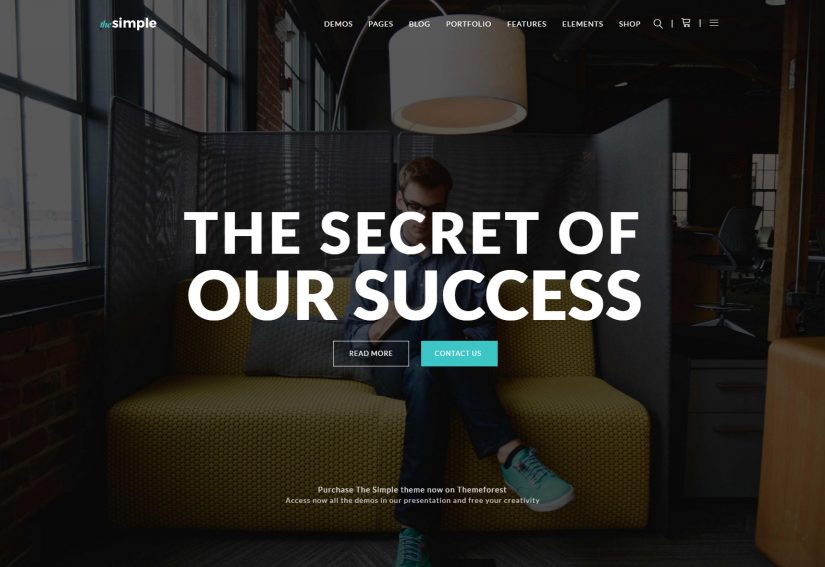 thesimple
DEMOS PAGES BLOG PORTFOLIO FEATURES ELEMENTS SHOP
THE SECRET OF
OUR SUCCESS
READ MORE CONTACT US
Purchase The Simple theme now on Themeforest
Access now all the demos in our presentation and free your creativity